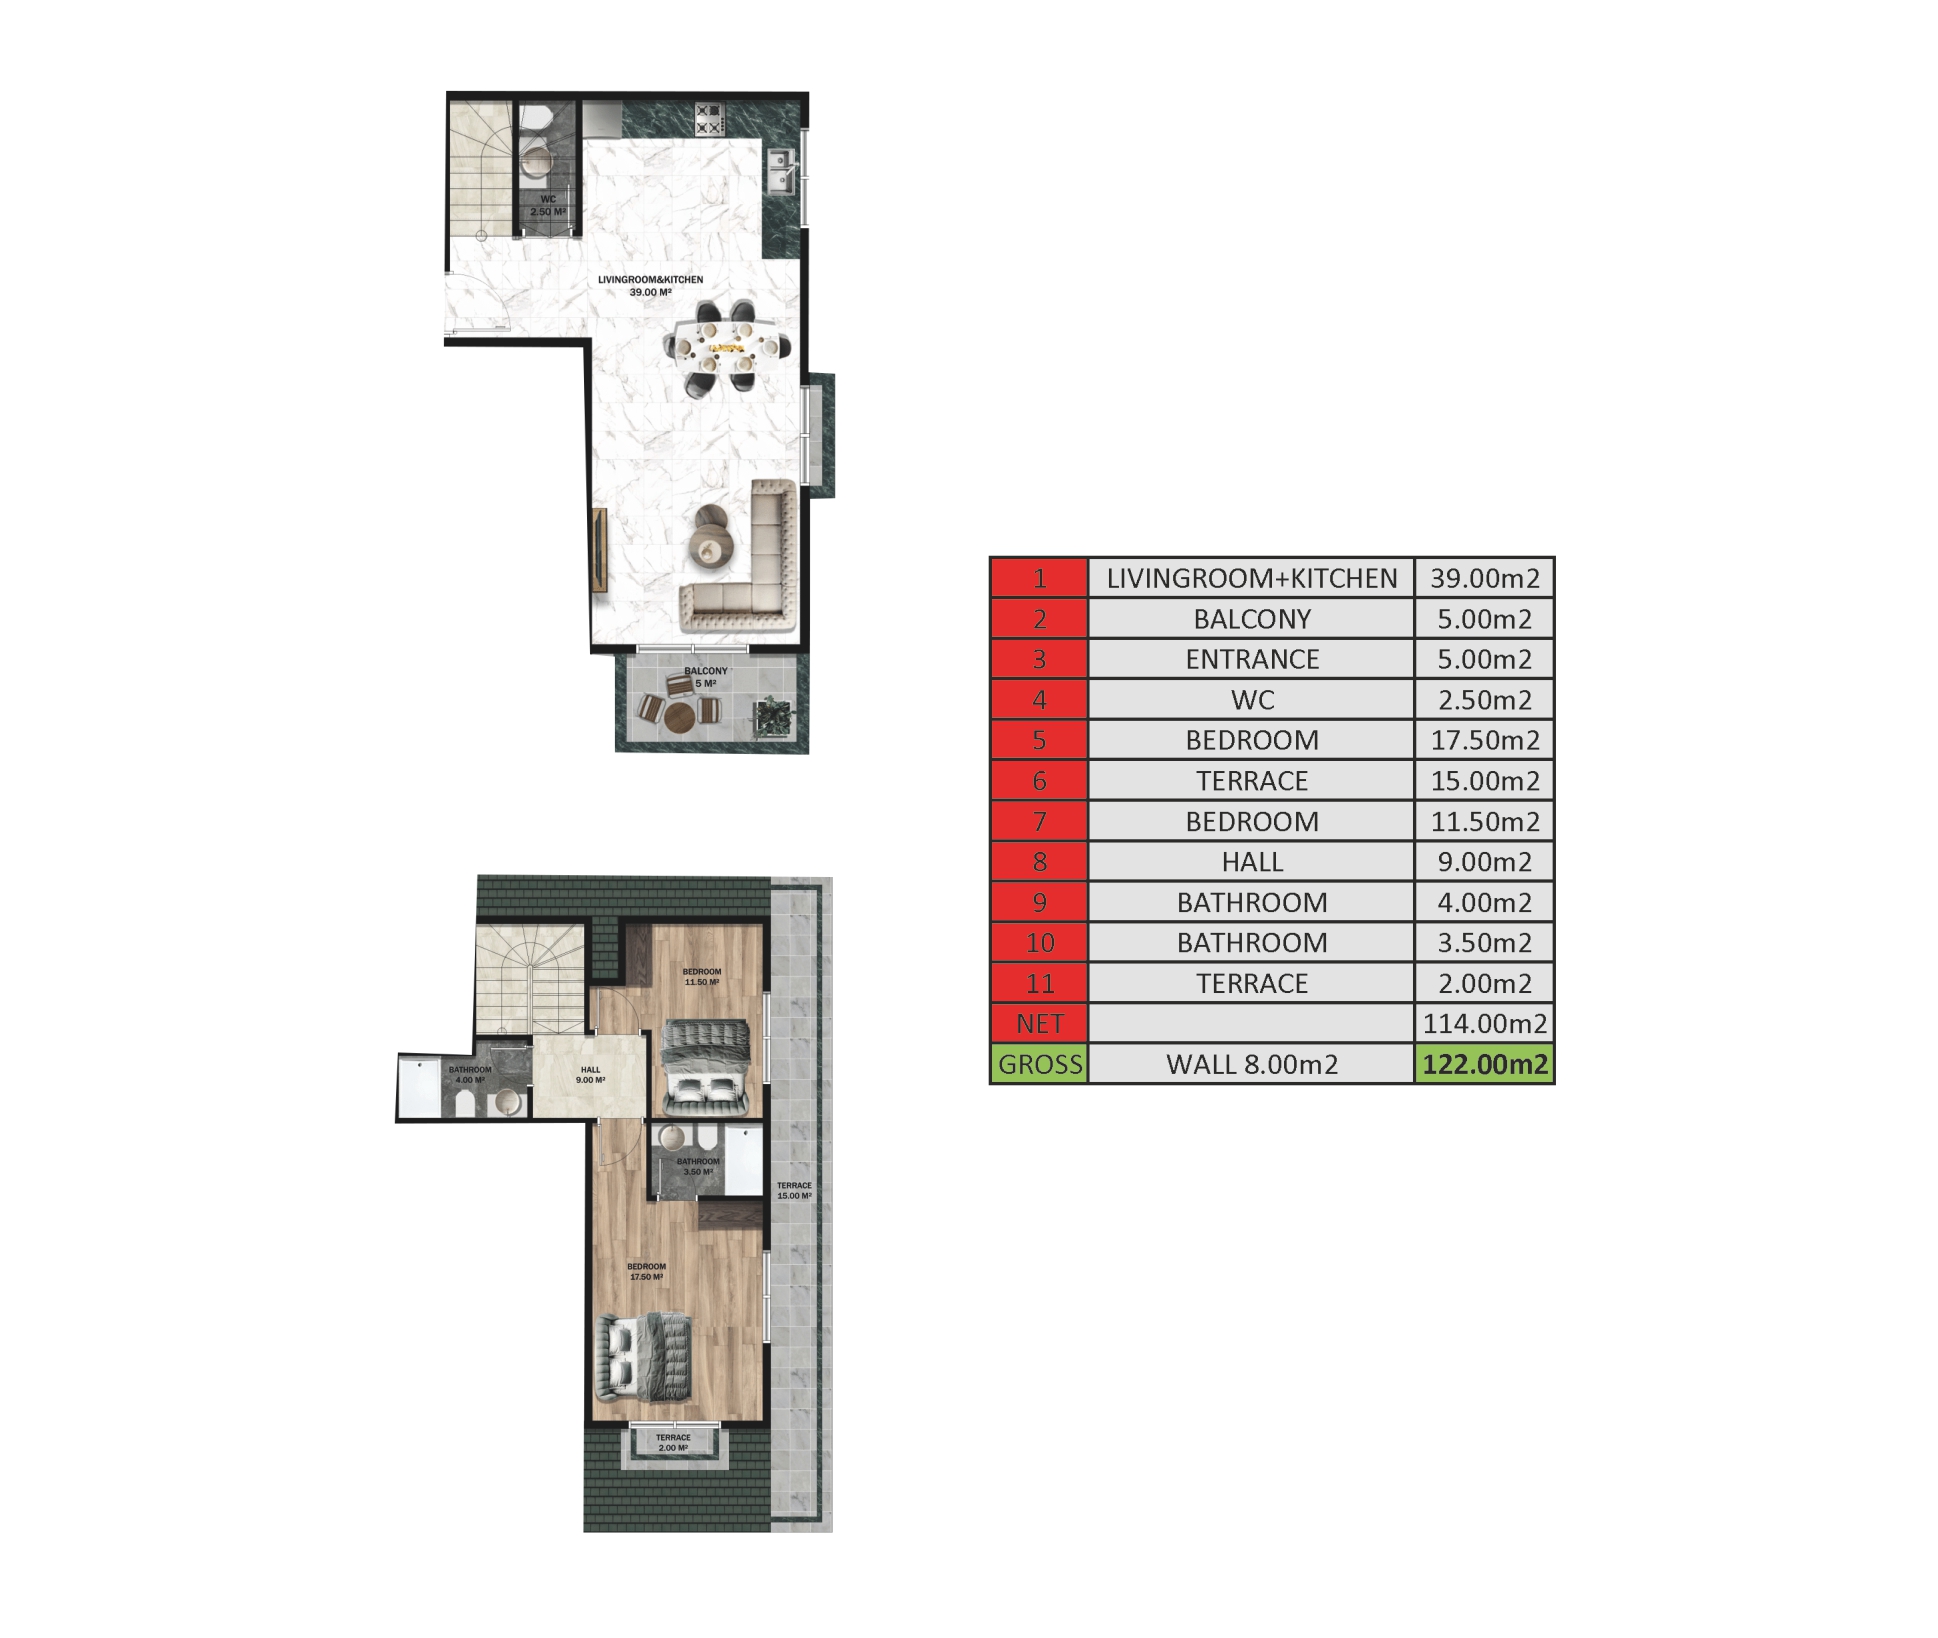 WC
2.50 M²
LIVINGROOM&KITCHEN
39.00 M²
BALCONY
5 M²
1 LIVINGROOM+KITCHEN 39.00m2
2 BALCONY 5.00m2
3 ENTRANCE 5.00m2
4 WC 2.50m2
5 BEDROOM 17.50m2
6 TERRACE 15.00m2
7 BEDROOM 11.50m2
8 HALL 9.00m2
9 BATHROOM 4.00m2
10 BATHROOM 3.50m2
11 TERRACE 2.00m2
NET 114.00m2
GROSS WALL 8.00m2 122.00m2
BEDROOM
11.50 M²
BATHROOM
4.00 M²
HALL
9.00 M²
BATHROOM
3.50 M²
TERRACE
15.00 M²
BEDROOM
17.50 M²
TERRACE
2.00 M²